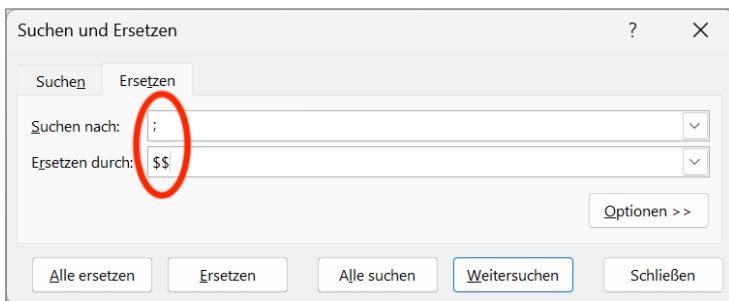 Suchen und Ersetzen ?
Suchen Ersetzen
Suchen nach: ;
Ersetzen durch: $$
Optionen >>
Alle ersetzen Ersetzen Alle suchen Weitersuchen Schließen